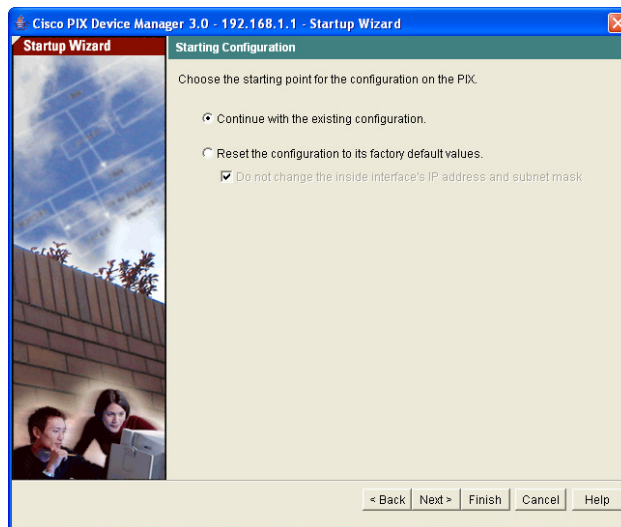 Cisco PIX Device Manager 3.0 - 192.168.1.1 - Startup Wizard
Startup Wizard
Starting Configuration
Choose the starting point for the configuration on the PIX.
Continue with the existing configuration.
Reset the configuration to its factory default values.
Do not change the inside interface's IP address and subnet mask
< Back
Next >
Finish
Cancel
Help